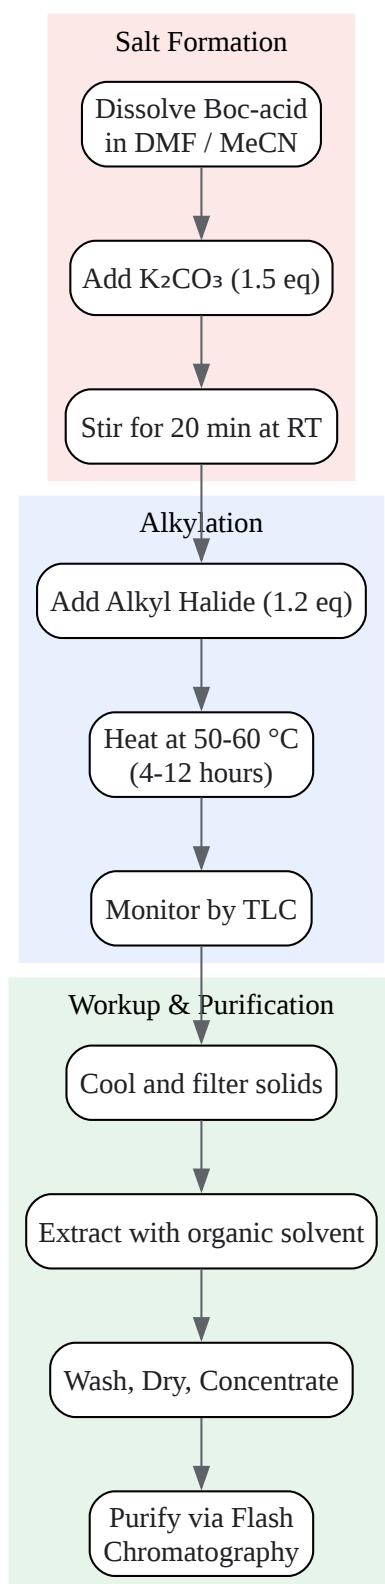 Salt Formation
Dissolve Boc-acid
in DMF / MeCN
Add K₂CO₃ (1.5 eq)
Stir for 20 min at RT
Alkylation
Add Alkyl Halide (1.2 eq)
Heat at 50-60 °C
(4-12 hours)
Monitor by TLC
Workup & Purification
Cool and filter solids
Extract with organic solvent
Wash, Dry, Concentrate
Purify via Flash
Chromatography